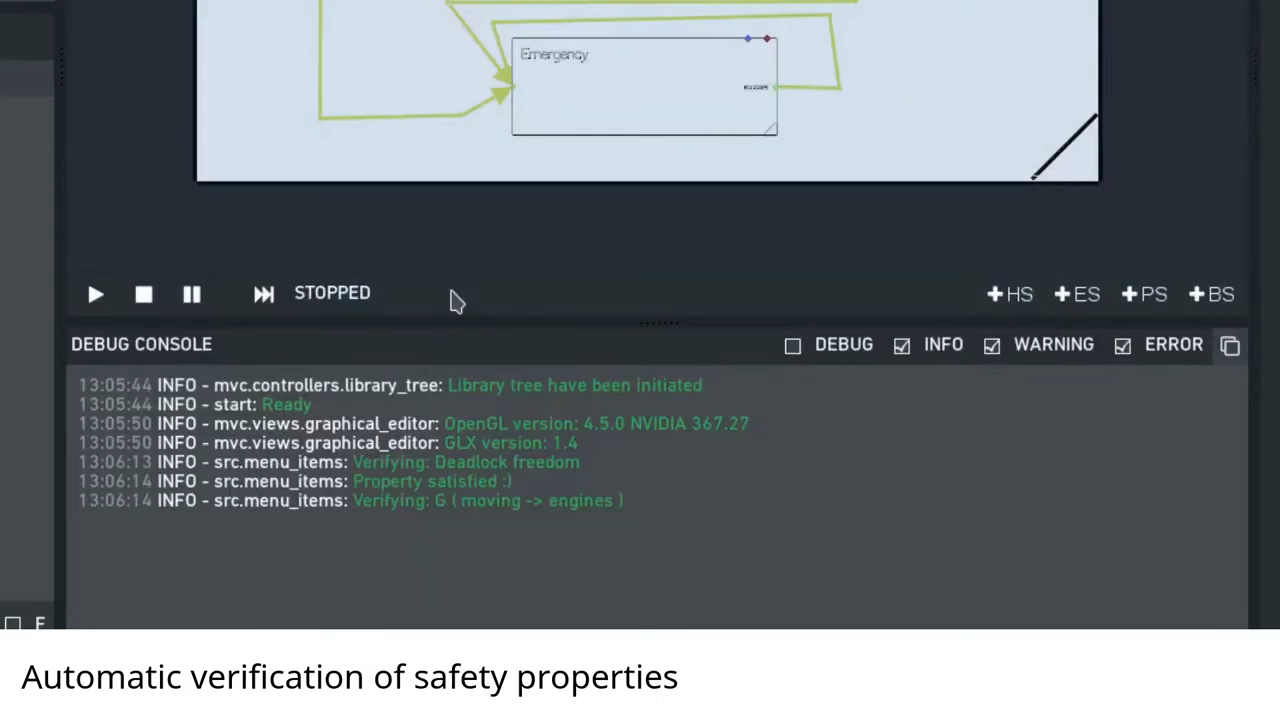 Emergency
STOPPED
HS ES PS BS
DEBUG CONSOLE
DEBUG INFO WARNING ERROR
13:05:44 INFO - mvc.controllers.library_tree: Library tree have been initiated
13:05:44 INFO - start: Ready
13:05:50 INFO - mvc.views.graphical_editor: OpenGL version: 4.5.0 NVIDIA 367.27
13:05:50 INFO - mvc.views.graphical_editor: GLX version: 1.4
13:06:13 INFO - src.menu_items: Verifying: Deadlock freedom
13:06:14 INFO - src.menu_items: Property satisfied :)
13:06:14 INFO - src.menu_items: Verifying: G ( moving -> engines )
Automatic verification of safety properties